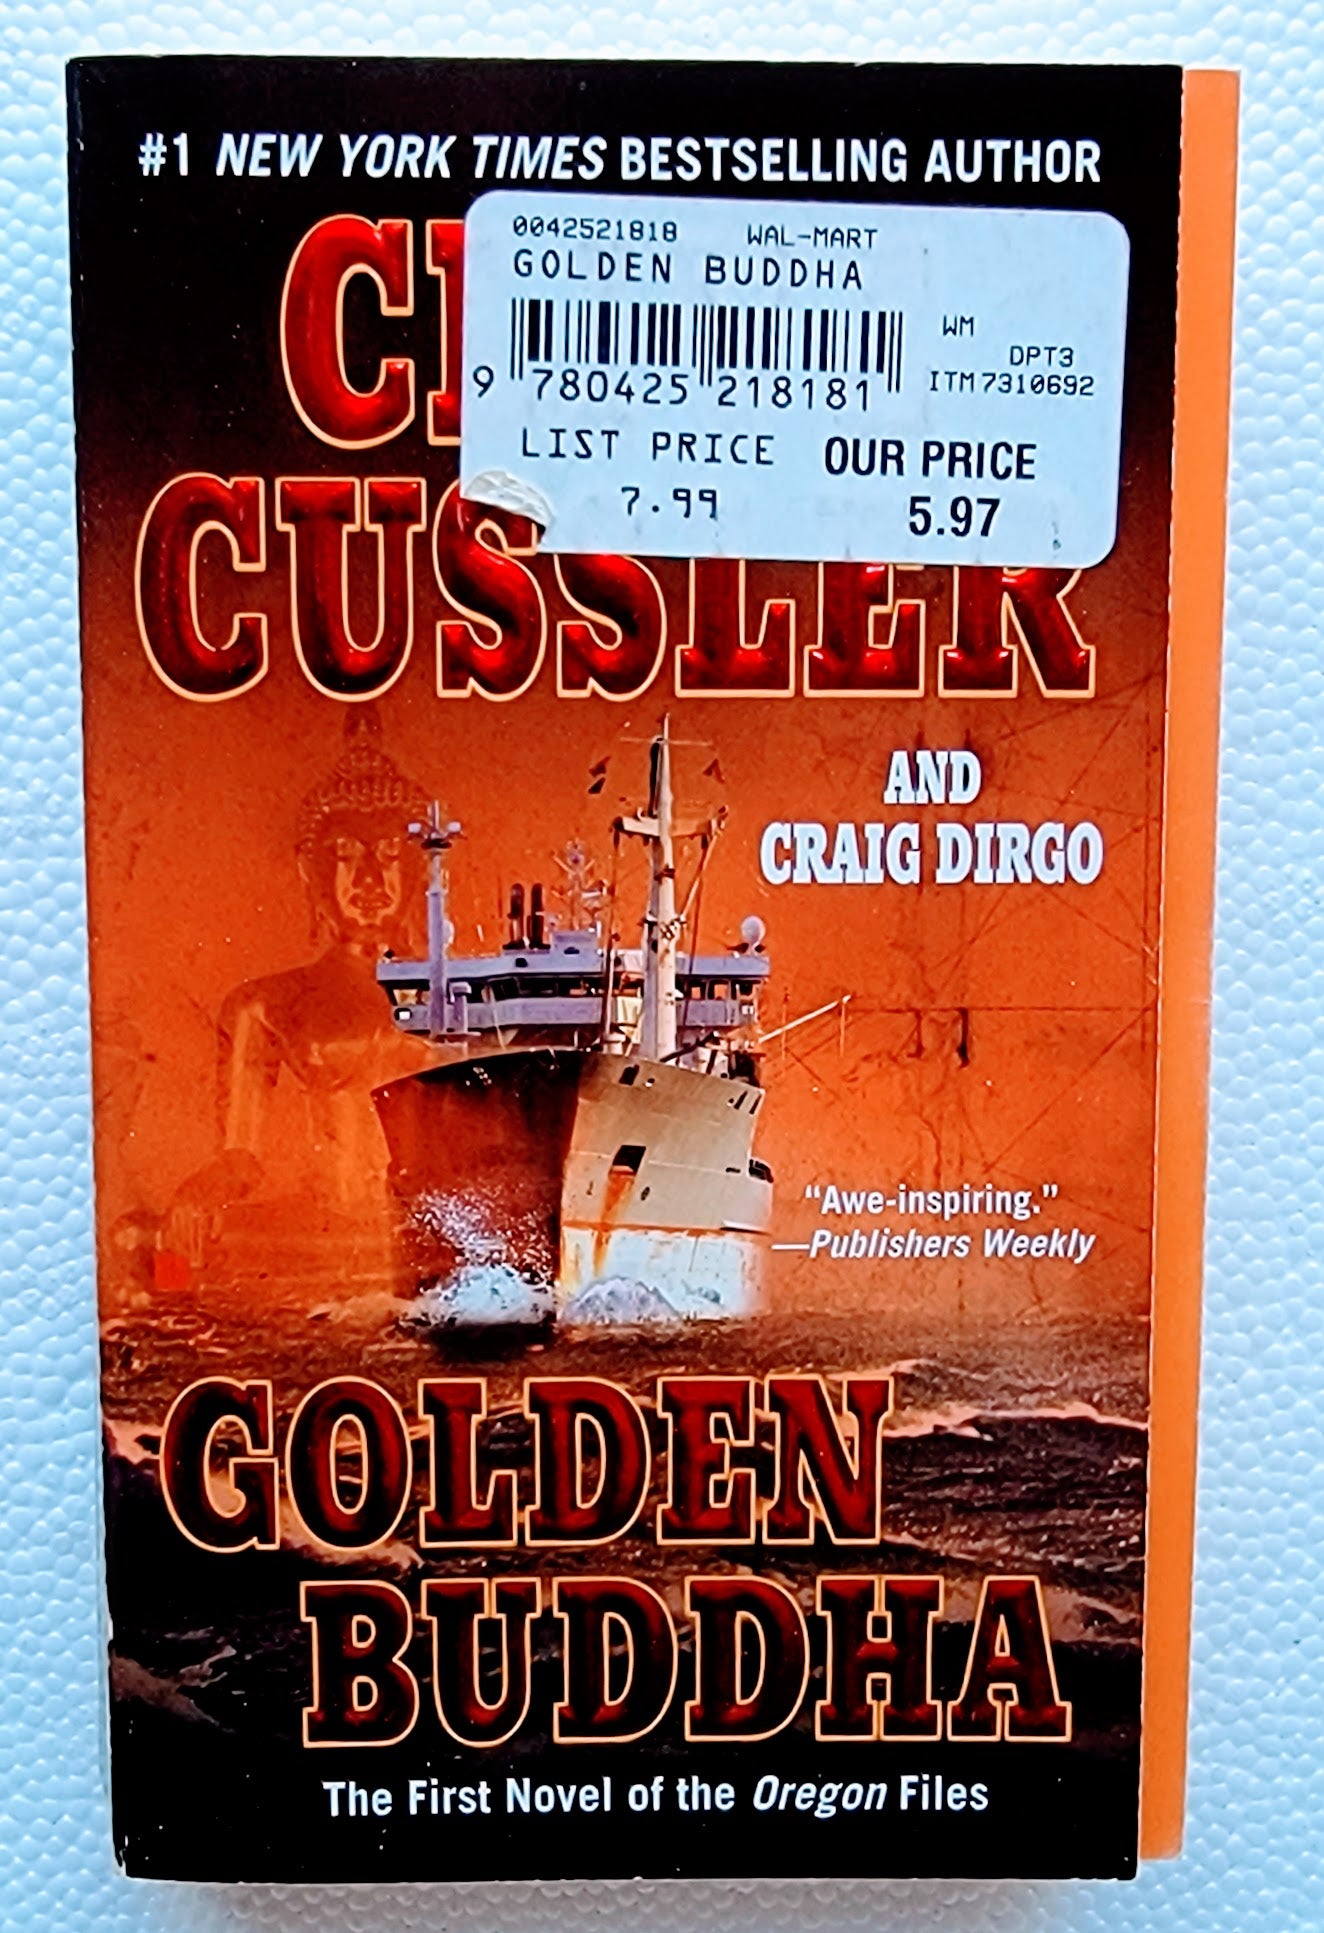 #1 NEW YORK TIMES BESTSELLING AUTHOR
0042521818 WAL-MART
GOLDEN BUDDHA
WM
DPT3
9 780425 218181 ITM7310692
LIST PRICE OUR PRICE
7.99 5.97
CUSSLER
AND
CRAIG DIRGO
“Awe-inspiring.”
—Publishers Weekly
GOLDEN
BUDDHA
The First Novel of the Oregon Files